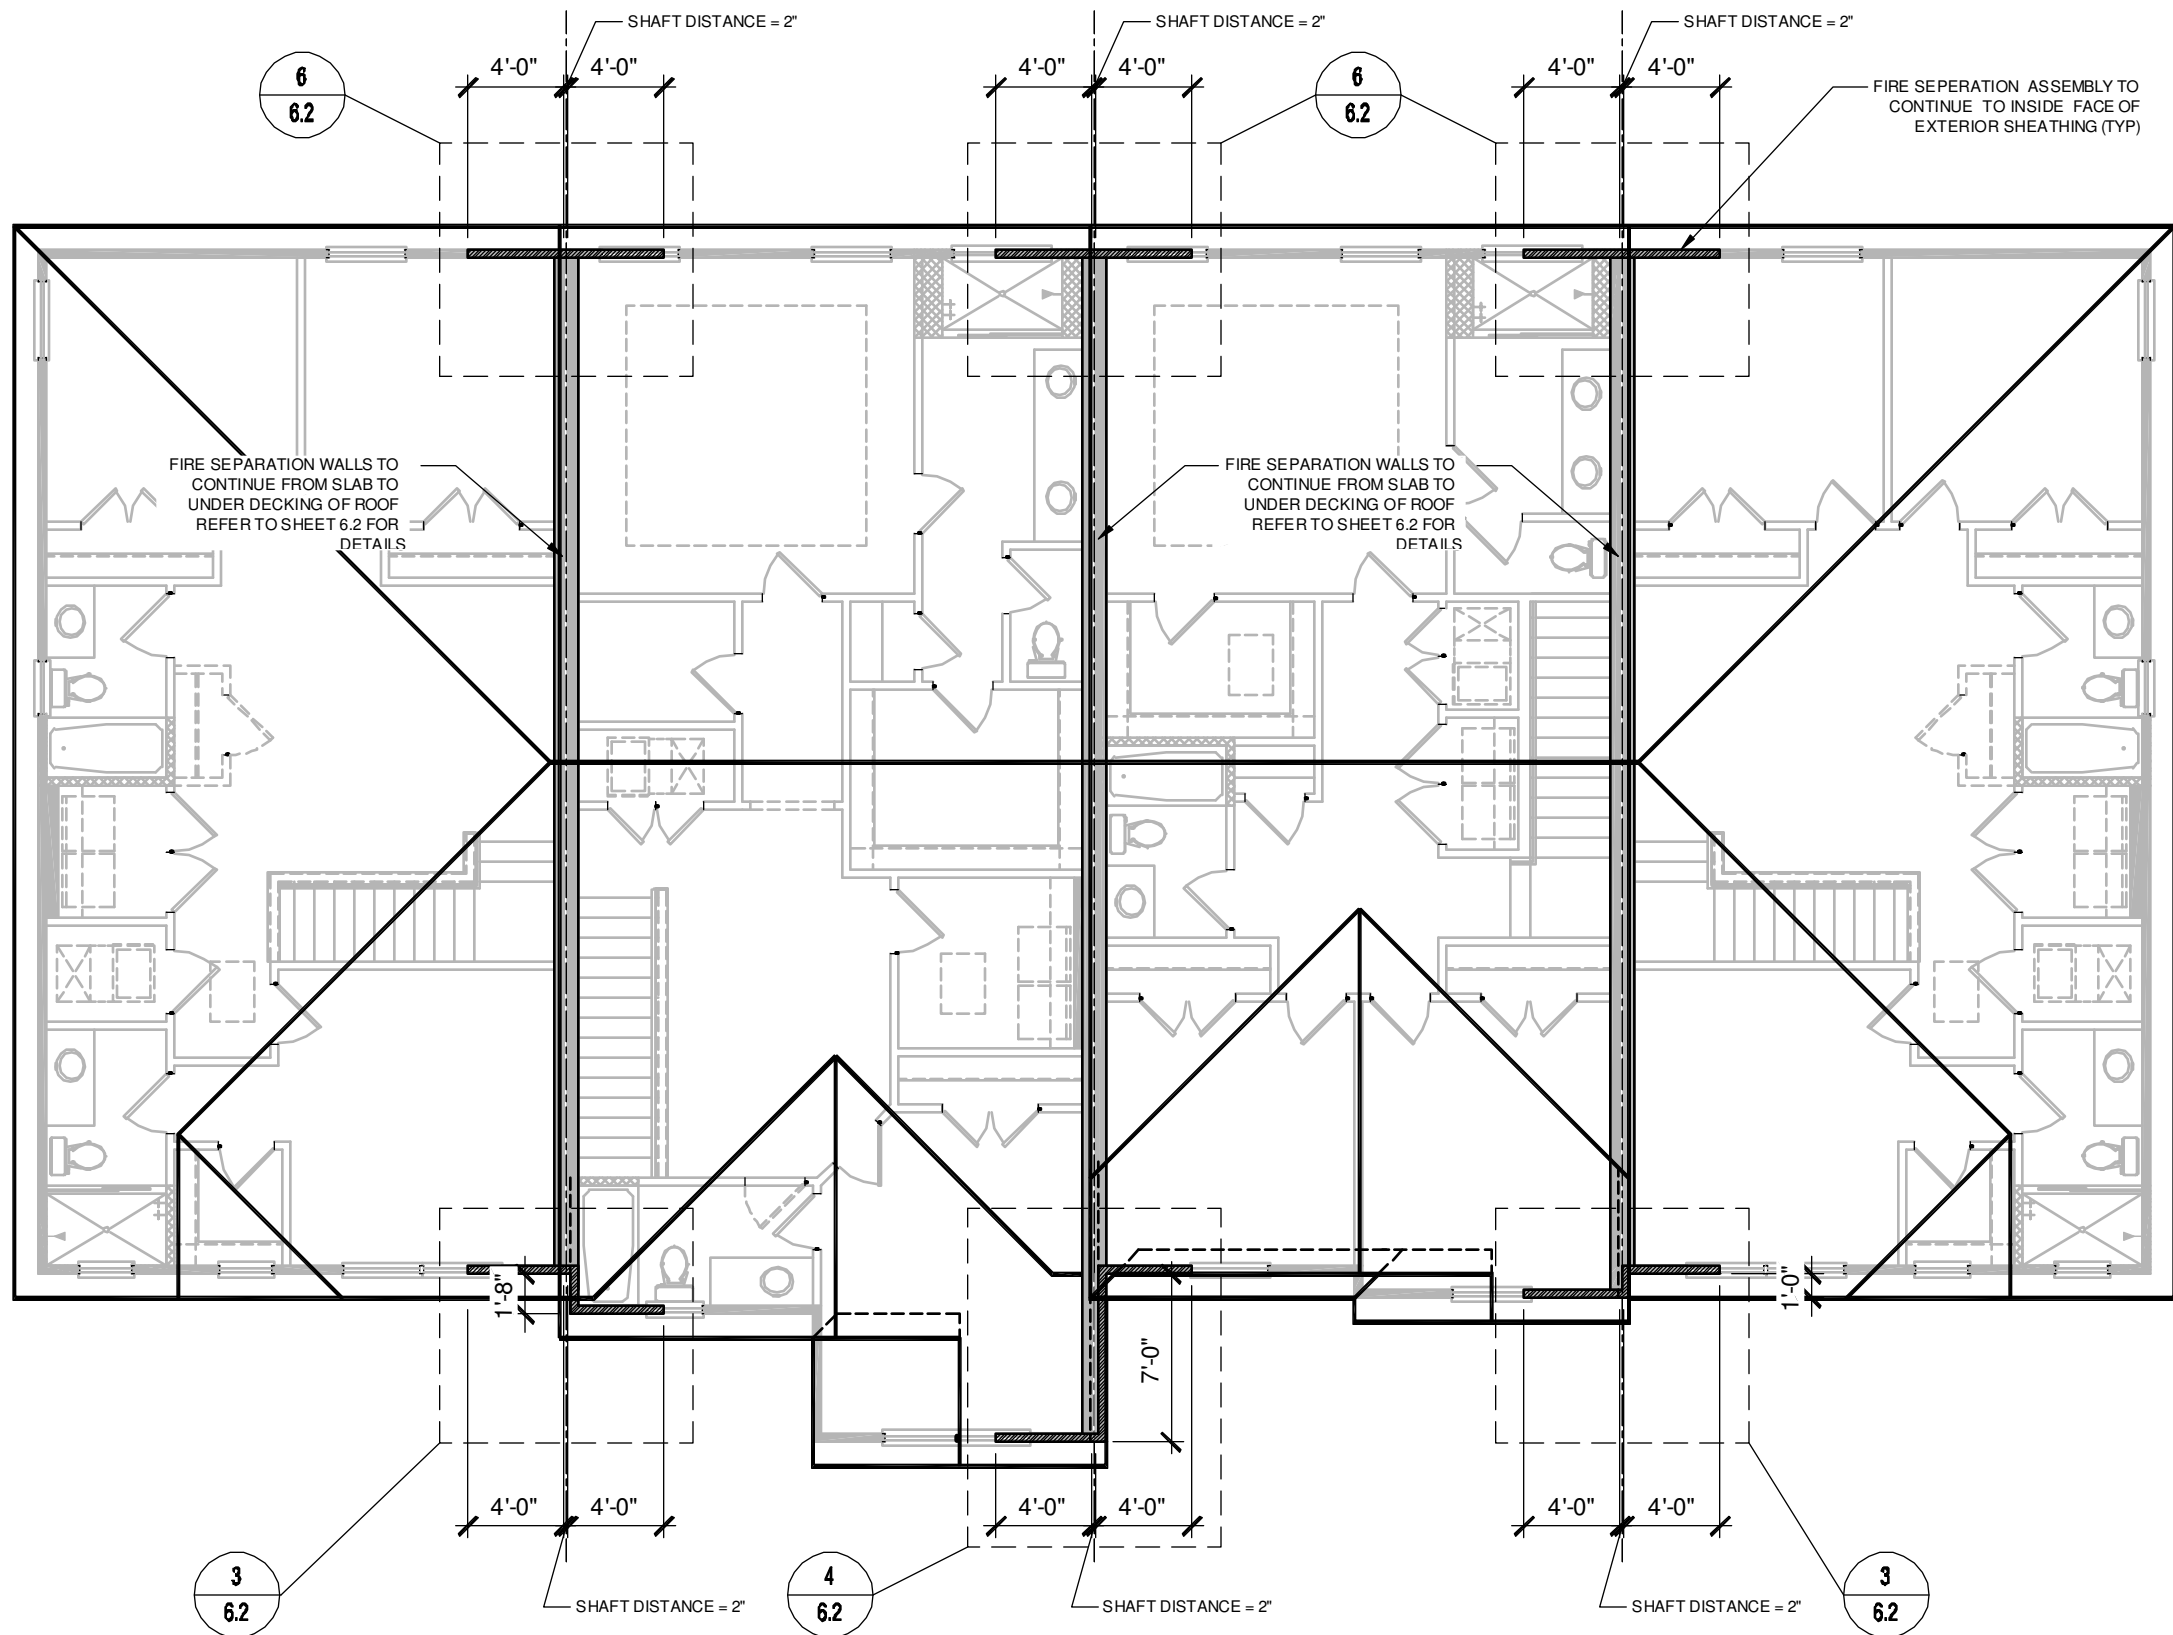 SHAFT DISTANCE = 2"
SHAFT DISTANCE = 2"
SHAFT DISTANCE = 2"
4'-0"
4'-0"
4'-0"
4'-0"
4'-0"
4'-0"
6
6.2
6
6.2
FIRE SEPERATION ASSEMBLY TO
CONTINUE TO INSIDE FACE OF
EXTERIOR SHEATHING (TYP)
FIRE SEPARATION WALLS TO
CONTINUE FROM SLAB TO
UNDER DECKING OF ROOF
REFER TO SHEET 6.2 FOR
DETAILS
FIRE SEPARATION WALLS TO
CONTINUE FROM SLAB TO
UNDER DECKING OF ROOF
REFER TO SHEET 6.2 FOR
DETAILS
1'-8"
7'-0"
1'-0"
4'-0"
4'-0"
4'-0"
4'-0"
4'-0"
4'-0"
3
6.2
4
6.2
3
6.2
SHAFT DISTANCE = 2"
SHAFT DISTANCE = 2"
SHAFT DISTANCE = 2"